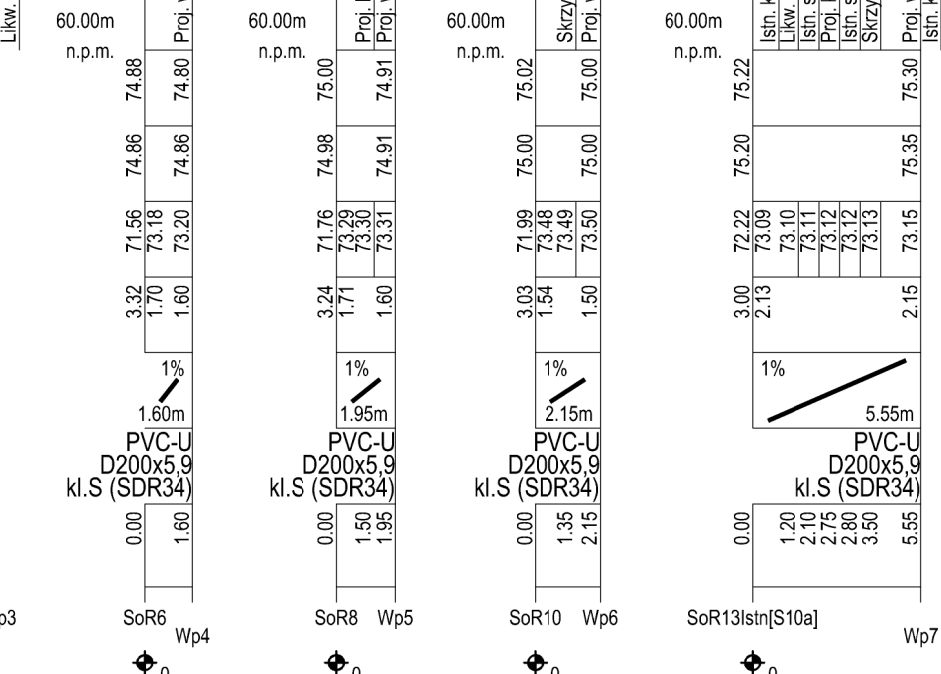 Likw.
60.00m
n.p.m.
Proj.
74.88
74.80
74.86
74.86
71.56
73.18
73.20
3.32
1.70
1.60
1%
1.60m
PVC-U
D200x5,9
kl.S (SDR34)
0.00
1.60
SoR6
Wp4
60.00m
n.p.m.
Proj.
Proj.
75.00
74.91
74.98
74.91
71.76
73.29
73.30
73.31
3.24
1.71
1.60
1%
1.95m
PVC-U
D200x5,9
kl.S (SDR34)
0.00
1.50
1.95
SoR8
Wp5
60.00m
n.p.m.
Skrzy
Proj.
75.02
75.00
75.00
75.00
71.99
73.48
73.49
73.50
3.03
1.54
1.50
1%
2.15m
PVC-U
D200x5,9
kl.S (SDR34)
0.00
1.35
2.15
SoR10
Wp6
60.00m
n.p.m.
Istn. k
Likw.
Istn. s
Proj.
Istn. s
Skrzy
Proj.
Istn. k
75.22
75.30
75.20
75.35
72.22
73.09
73.10
73.11
73.12
73.12
73.13
73.15
3.00
2.13
2.15
1%
5.55m
PVC-U
D200x5,9
kl.S (SDR34)
0.00
1.20
2.10
2.75
2.80
3.50
5.55
SoR13Istn[S10a]
Wp7
p3